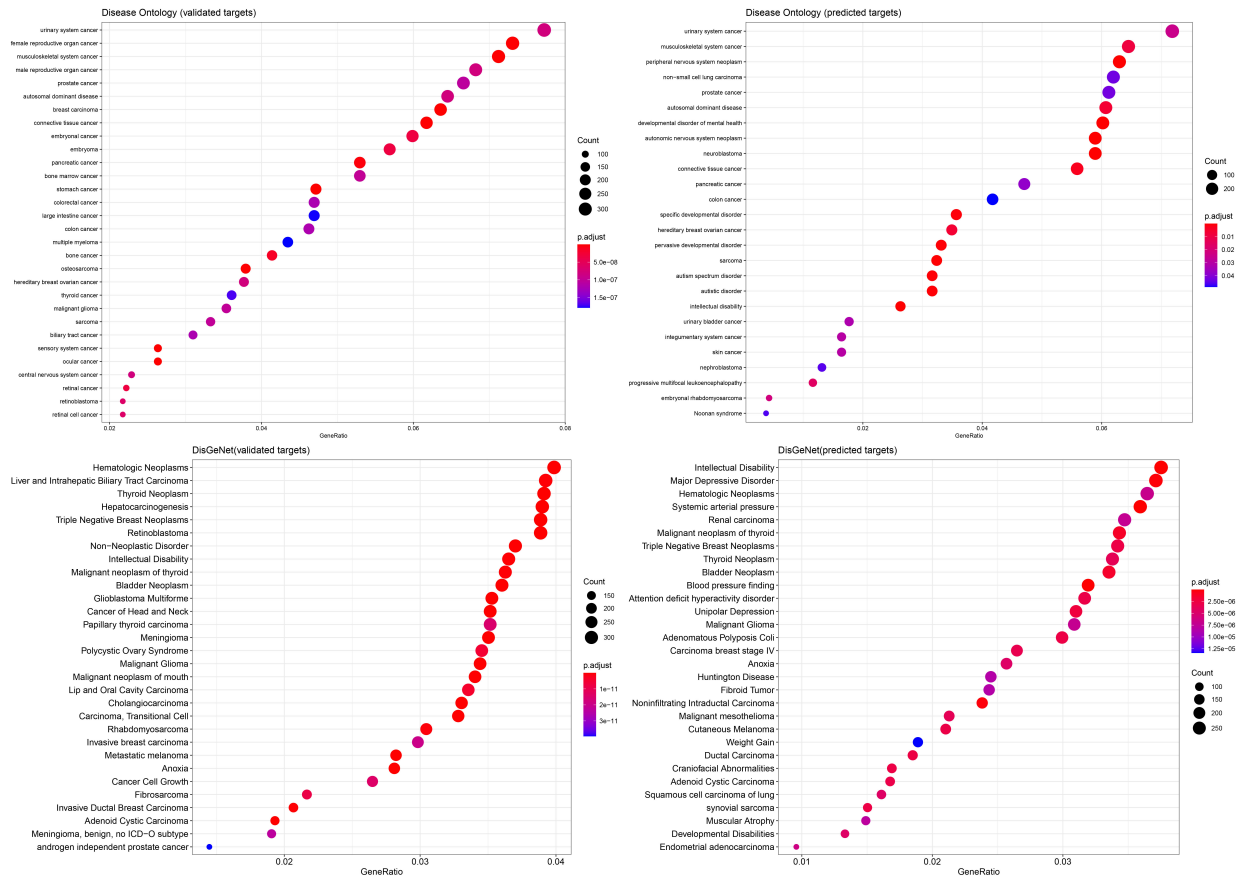 Disease Ontology (validated targets)
urinary system cancer
female reproductive organ cancer
musculoskeletal system cancer
male reproductive organ cancer
prostate cancer
autosomal dominant disease
breast carcinoma
connective tissue cancer
embryonal cancer
embryoma
pancreatic cancer
bone marrow cancer
stomach cancer
colorectal cancer
large intestine cancer
colon cancer
multiple myeloma
bone cancer
osteosarcoma
hereditary breast ovarian cancer
thyroid cancer
malignant glioma
sarcoma
biliary tract cancer
sensory system cancer
ocular cancer
central nervous system cancer
retinal cancer
retinoblastoma
retinal cell cancer
0.02 0.04 0.06 0.08
GeneRatio
Count
100
150
200
250
300
p.adjust
5.0e−08
1.0e−07
1.5e−07
Disease Ontology (predicted targets)
urinary system cancer
musculoskeletal system cancer
peripheral nervous system neoplasm
non−small cell lung carcinoma
prostate cancer
autosomal dominant disease
developmental disorder of mental health
autonomic nervous system neoplasm
neuroblastoma
connective tissue cancer
pancreatic cancer
colon cancer
specific developmental disorder
hereditary breast ovarian cancer
pervasive developmental disorder
sarcoma
autism spectrum disorder
autistic disorder
intellectual disability
urinary bladder cancer
integumentary system cancer
skin cancer
nephroblastoma
progressive multifocal leukoencephalopathy
embryonal rhabdomyosarcoma
Noonan syndrome
0.02 0.04 0.06
GeneRatio
Count
100
200
p.adjust
0.01
0.02
0.03
0.04
DisGeNet(validated targets)
Hematologic Neoplasms
Liver and Intrahepatic Biliary Tract Carcinoma
Thyroid Neoplasm
Hepatocarcinogenesis
Triple Negative Breast Neoplasms
Retinoblastoma
Non−Neoplastic Disorder
Intellectual Disability
Malignant neoplasm of thyroid
Bladder Neoplasm
Glioblastoma Multiforme
Cancer of Head and Neck
Papillary thyroid carcinoma
Meningioma
Polycystic Ovary Syndrome
Malignant Glioma
Malignant neoplasm of mouth
Lip and Oral Cavity Carcinoma
Cholangiocarcinoma
Carcinoma, Transitional Cell
Rhabdomyosarcoma
Invasive breast carcinoma
Metastatic melanoma
Anoxia
Cancer Cell Growth
Fibrosarcoma
Invasive Ductal Breast Carcinoma
Adenoid Cystic Carcinoma
Meningioma, benign, no ICD−O subtype
androgen independent prostate cancer
0.02 0.03 0.04
GeneRatio
Count
150
200
250
300
p.adjust
1e−11
2e−11
3e−11
DisGeNet(predicted targets)
Intellectual Disability
Major Depressive Disorder
Hematologic Neoplasms
Systemic arterial pressure
Renal carcinoma
Malignant neoplasm of thyroid
Triple Negative Breast Neoplasms
Thyroid Neoplasm
Bladder Neoplasm
Blood pressure finding
Attention deficit hyperactivity disorder
Unipolar Depression
Malignant Glioma
Adenomatous Polyposis Coli
Carcinoma breast stage IV
Anoxia
Huntington Disease
Fibroid Tumor
Noninfiltrating Intraductal Carcinoma
Malignant mesothelioma
Cutaneous Melanoma
Weight Gain
Ductal Carcinoma
Craniofacial Abnormalities
Adenoid Cystic Carcinoma
Squamous cell carcinoma of lung
synovial sarcoma
Muscular Atrophy
Developmental Disabilities
Endometrial adenocarcinoma
0.01 0.02 0.03
GeneRatio
p.adjust
2.50e−06
5.00e−06
7.50e−06
1.00e−05
1.25e−05
Count
100
150
200
250